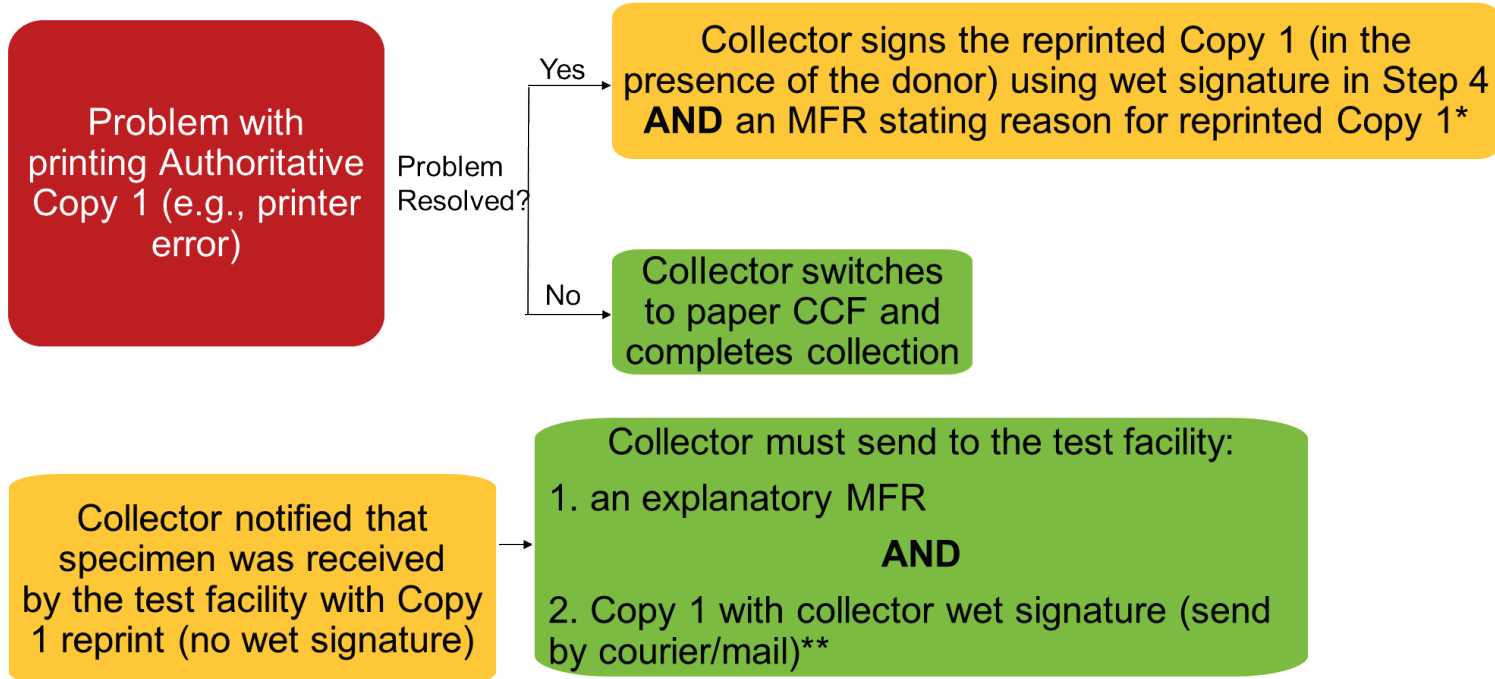 Problem with
printing Authoritative
Copy 1 (e.g., printer
error)
Problem
Resolved?
Yes
Collector signs the reprinted Copy 1 (in the
presence of the donor) using wet signature in Step 4
AND an MFR stating reason for reprinted Copy 1*
No
Collector switches
to paper CCF and
completes collection
Collector notified that
specimen was received
by the test facility with Copy
1 reprint (no wet signature)
Collector must send to the test facility:
1. an explanatory MFR
AND
2. Copy 1 with collector wet signature (send
by courier/mail)**